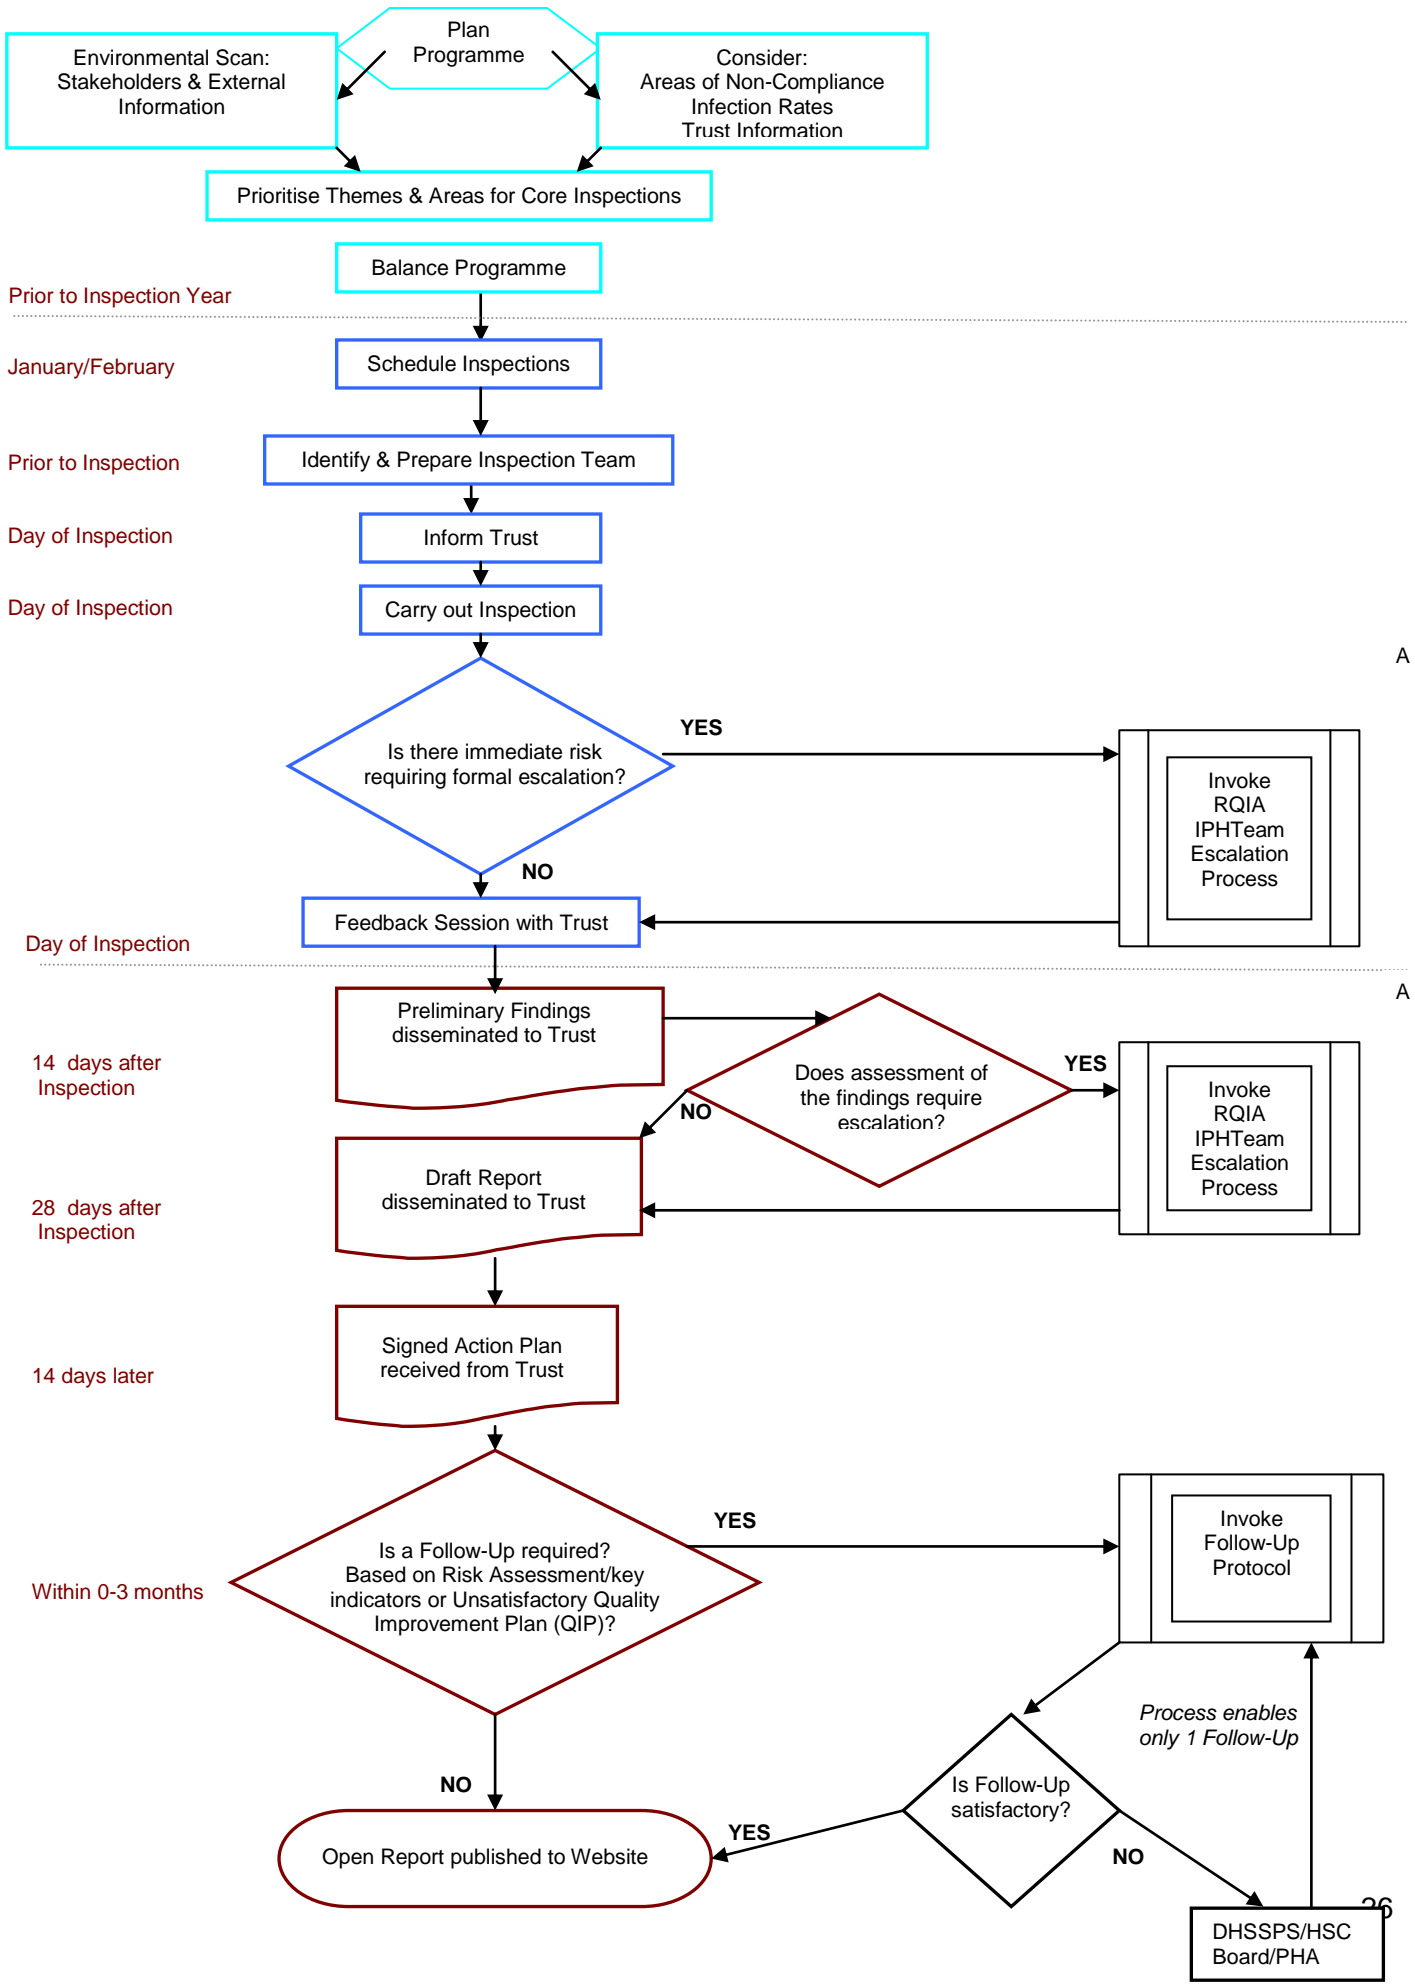 Plan
Programme
Environmental Scan:
Stakeholders & External
Information
Consider:
Areas of Non-Compliance
Infection Rates
Trust Information
Prioritise Themes & Areas for Core Inspections
Balance Programme
Prior to Inspection Year
January/February
Schedule Inspections
Prior to Inspection
Identify & Prepare Inspection Team
Day of Inspection
Inform Trust
Day of Inspection
Carry out Inspection
A
Is there immediate risk
requiring formal escalation?
YES
NO
Invoke
RQIA
IPHTeam
Escalation
Process
Feedback Session with Trust
Day of Inspection
A
Preliminary Findings
disseminated to Trust
14 days after
Inspection
Does assessment of
the findings require
escalation?
YES
NO
Invoke
RQIA
IPHTeam
Escalation
Process
Draft Report
disseminated to Trust
28 days after
Inspection
Signed Action Plan
received from Trust
14 days later
Is a Follow-Up required?
Based on Risk Assessment/key
indicators or Unsatisfactory Quality
Improvement Plan (QIP)?
Within 0-3 months
YES
Invoke
Follow-Up
Protocol
Process enables
only 1 Follow-Up
Is Follow-Up
satisfactory?
NO
YES
NO
Open Report published to Website
26
DHSSPS/HSC
Board/PHA